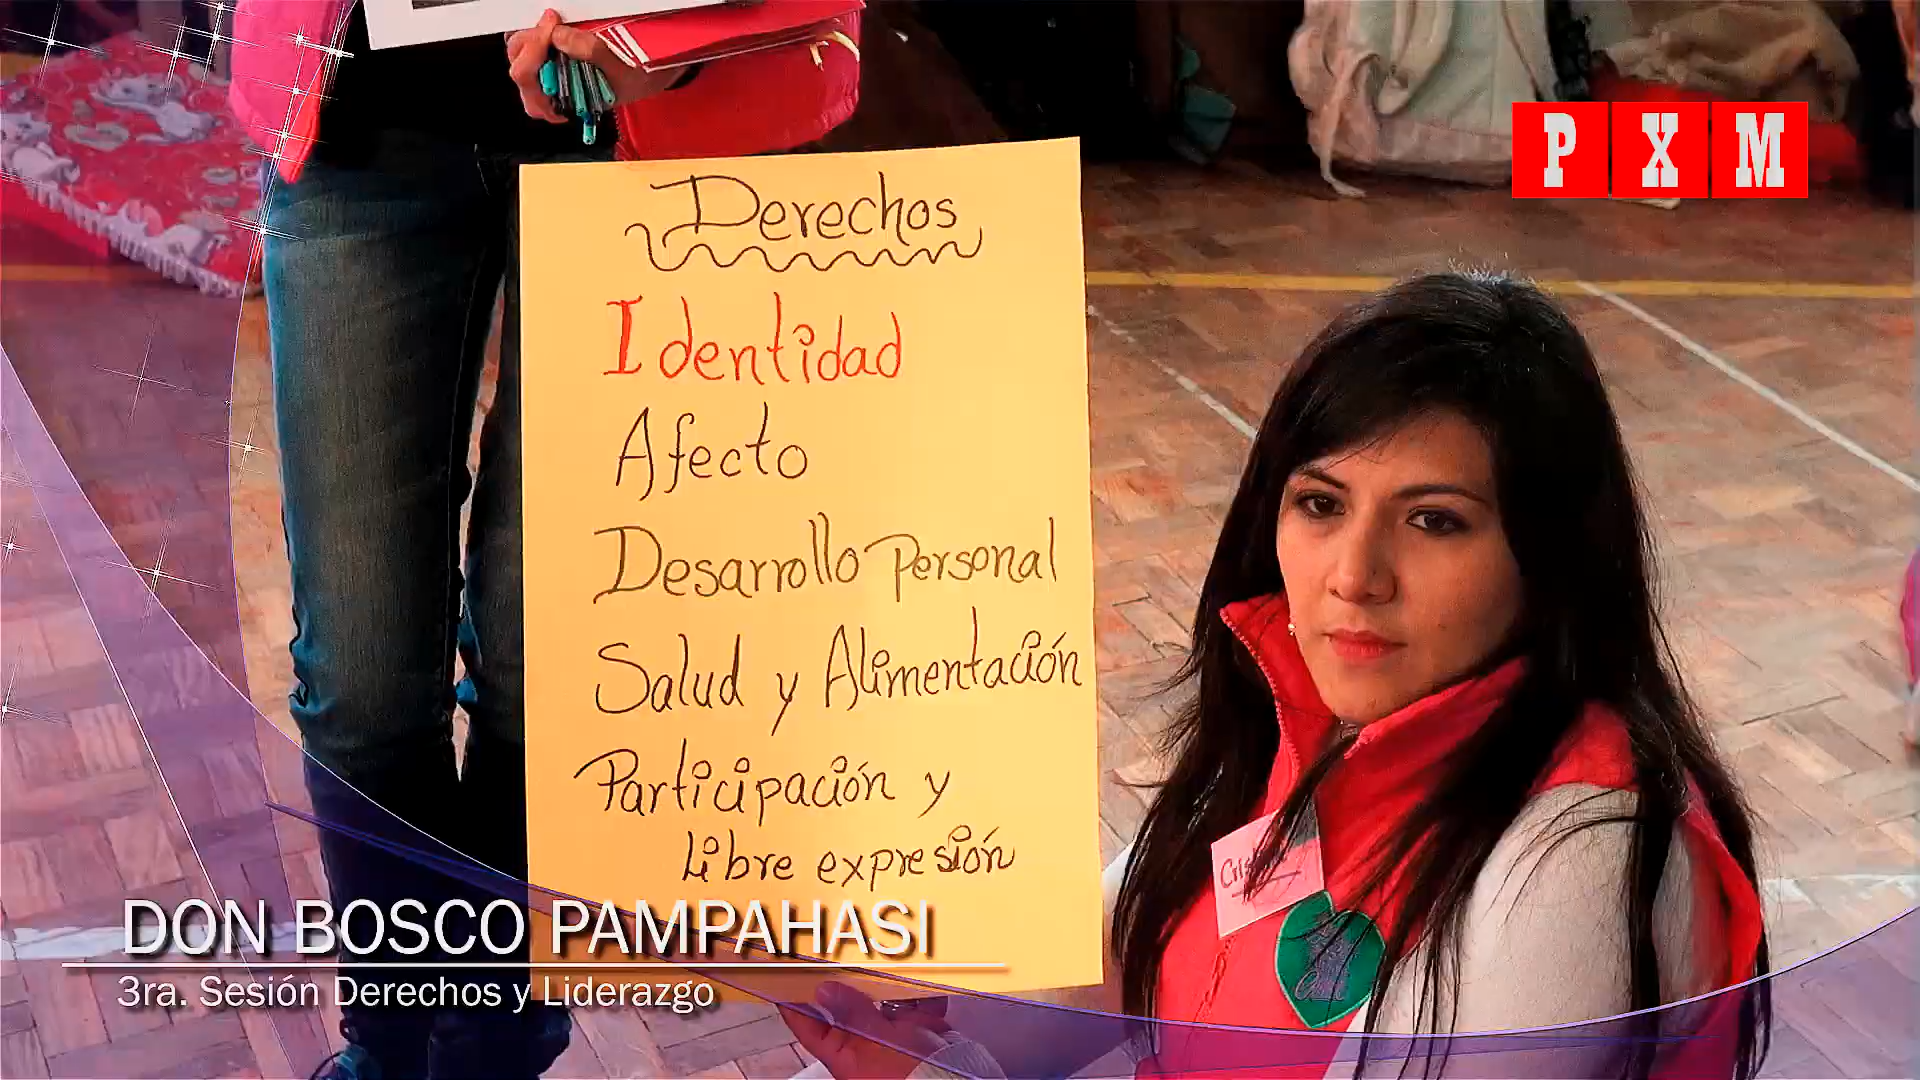 PXM
Derechos
Identidad
Afecto
Desarrollo Personal
Salud y Alimentación
Participación y
Libre expresión
DON BOSCO PAMPAHASI
3ra. Sesión Derechos y Liderazgo